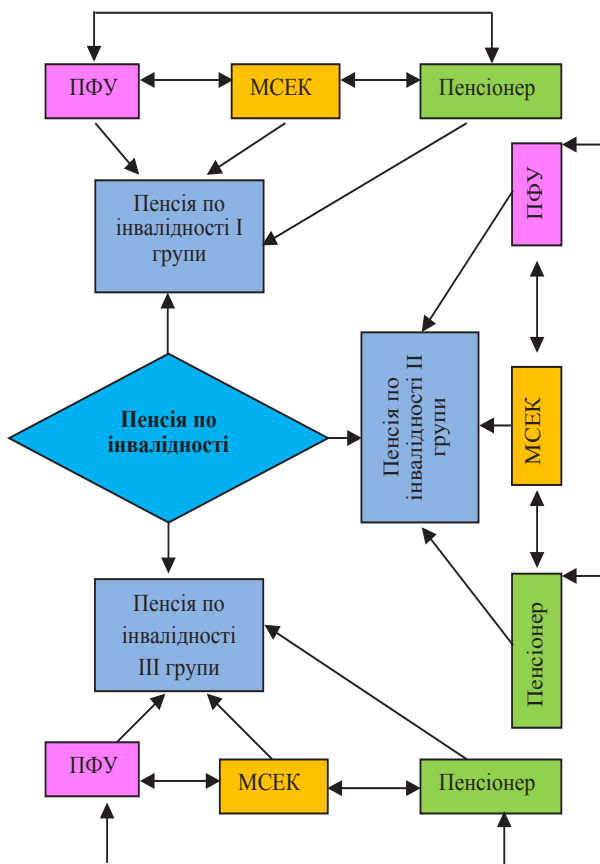 ПФУ
МСЕК
Пенсіонер
Пенсія по
інвалідності І
групи
ПФУ
Пенсія по
інвалідності
Пенсія по
інвалідності ІІ
групи
МСЕК
Пенсіонер
Пенсія по
інвалідності
ІІІ групи
ПФУ
МСЕК
Пенсіонер